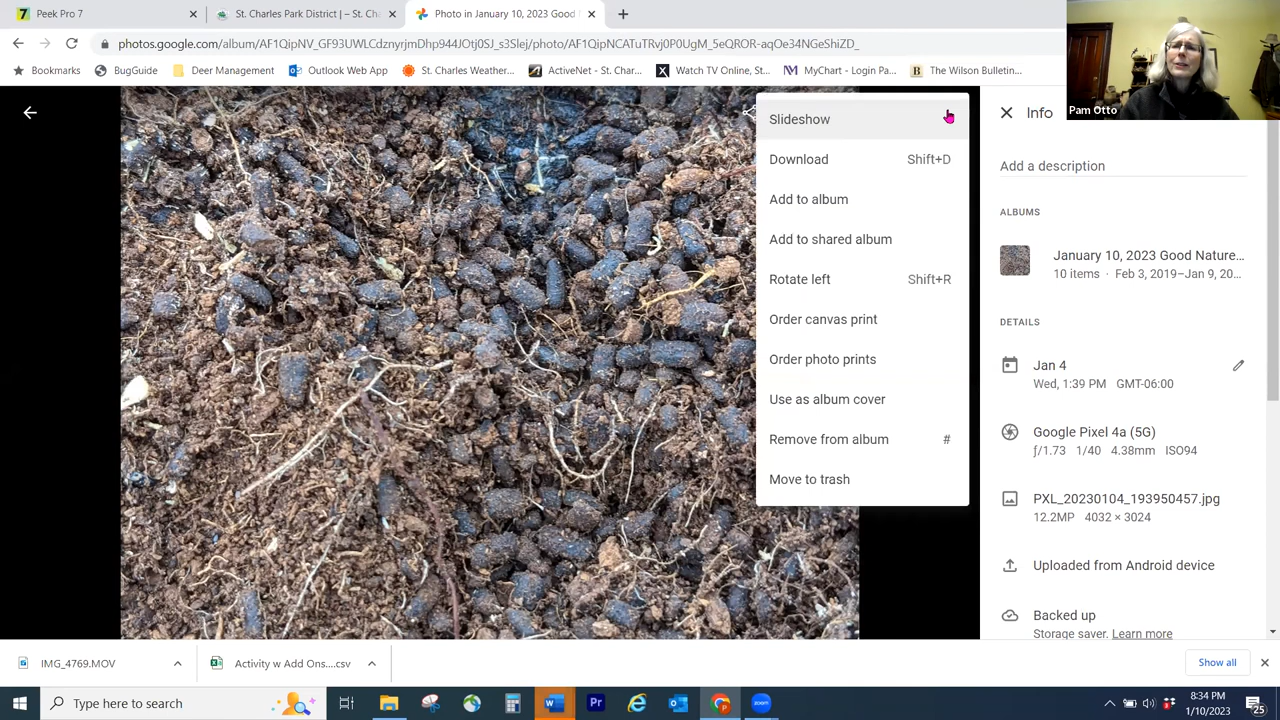 Peek Pro 7
St. Charles Park District | – St. Ch
Photo in January 10, 2023 Good
photos.google.com/album/
Bookmarks
BugGuide
Deer Management
Outlook Web App
St. Charles Weather...
ActiveNet - St. Char...
Watch TV Online, St...
MyChart - Login Pa...
The Wilson Bulletin...
Pam Otto
Slideshow
Download Shift+D
Add to album
Add to shared album
Rotate left Shift+R
Order canvas print
Order photo prints
Use as album cover
Remove from album #
Move to trash
Info
Add a description
ALBUMS
January 10, 2023 Good Nature...
10 items · Feb 3, 2019–Jan 9, 20...
DETAILS
Jan 4
Wed, 1:39 PM GMT-06:00
Google Pixel 4a (5G)
ƒ/1.73 1/40 4.38mm ISO94
PXL_20230104_193950457.jpg
12.2MP 4032 × 3024
Uploaded from Android device
Backed up
Storage saver. Learn more
IMG_4769.MOV
Activity w Add Ons....csv
Show all
Type here to search
8:34 PM
1/10/2023
25